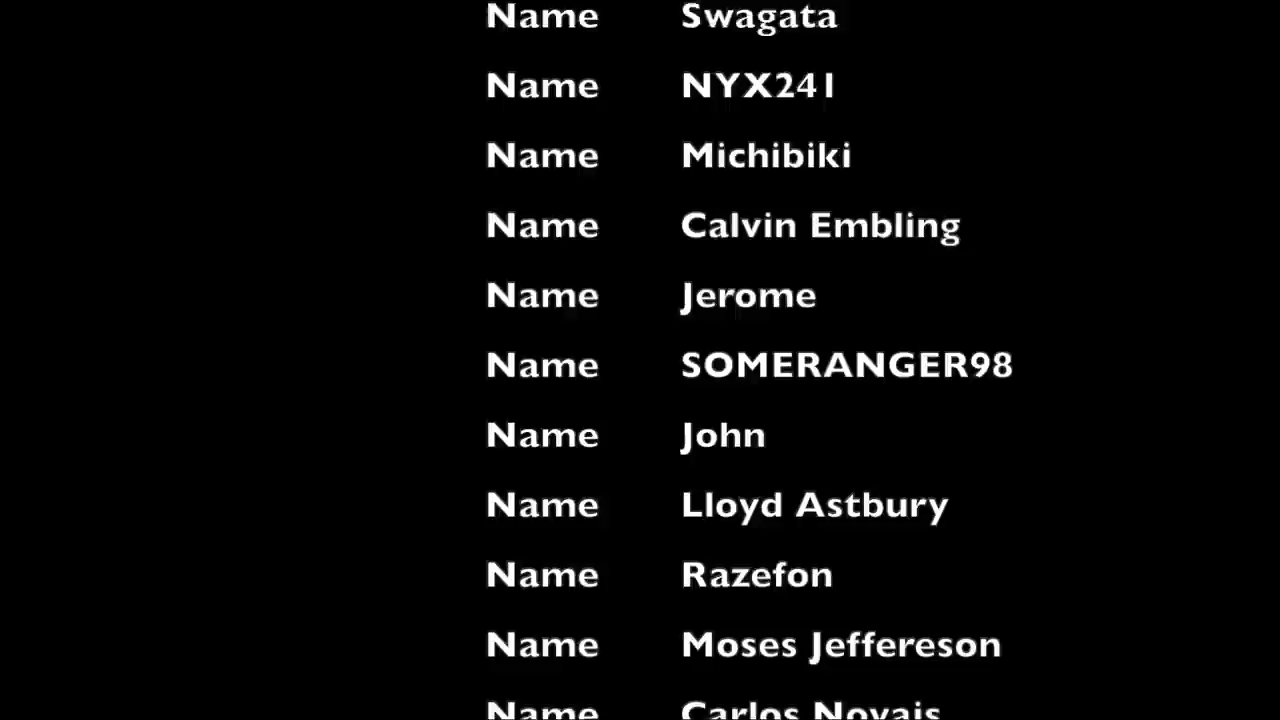 Name Swagata
Name NYX241
Name Michibiki
Name Calvin Embling
Name Jerome
Name SOMERANGER98
Name John
Name Lloyd Astbury
Name Razefon
Name Moses Jeffereson
Name Carlos Novais